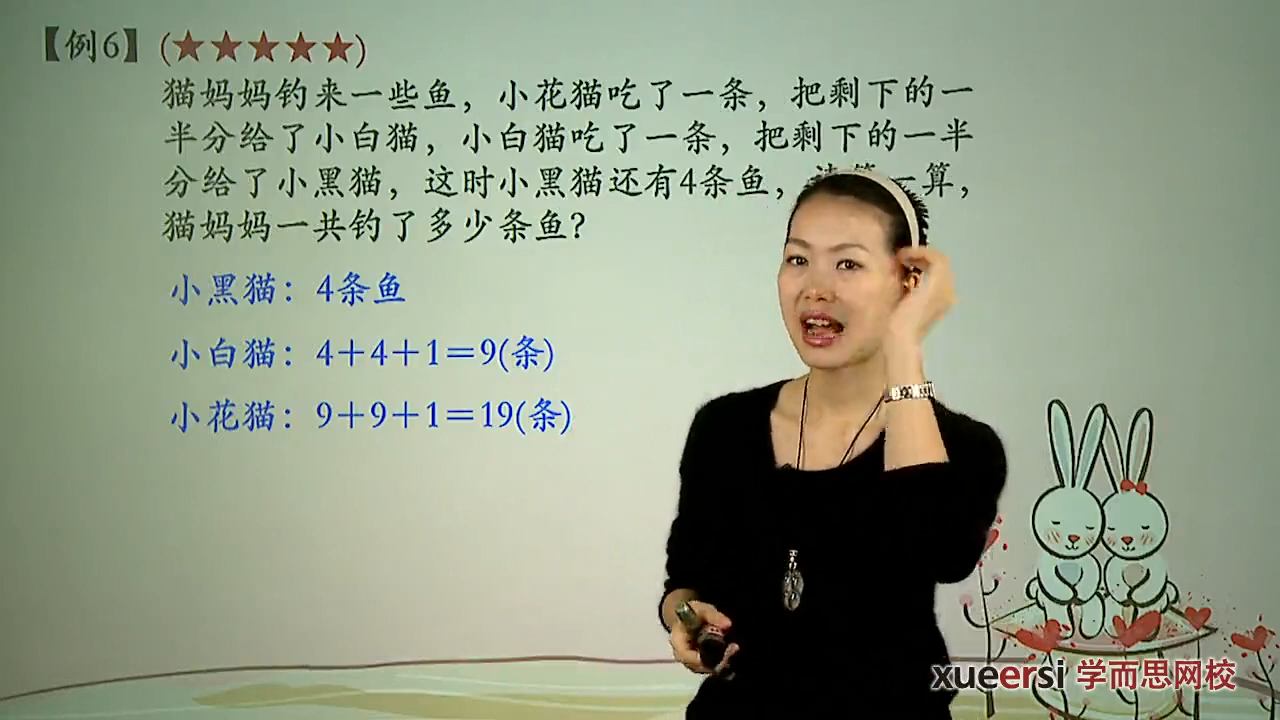 【例6】(★★★★★)
猫妈妈钓来一些鱼，小花猫吃了一条，把剩下的一
半分给了小白猫，小白猫吃了一条，把剩下的一半
分给了小黑猫，这时小黑猫还有4条鱼，算一算，
猫妈妈一共钓了多少条鱼？
小黑猫：4条鱼
小白猫：4＋4＋1＝9(条)
小花猫：9＋9＋1＝19(条)
xueersi 学而思网校